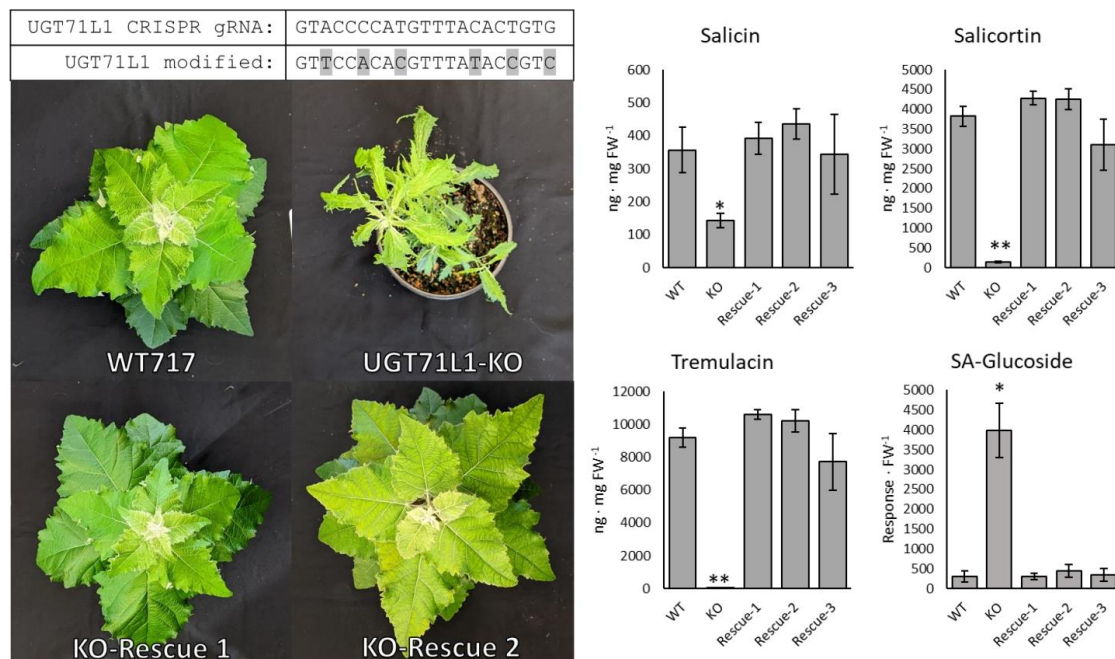 UGT71L1 CRISPR gRNA: GTACCCCATGTTTACACTGTG
UGT71L1 modified: GTTCCACACGTTTATACCGTC
WT717
UGT71L1-KO
KO-Rescue 1
KO-Rescue 2
Salicin
ng · mg FW⁻¹
600
500
400
300
200
100
0
*
WT
KO
Rescue-1
Rescue-2
Rescue-3
Salicortin
ng · mg FW⁻¹
5000
4500
4000
3500
3000
2500
2000
1500
1000
500
0
**
WT
KO
Rescue-1
Rescue-2
Rescue-3
Tremulacin
ng · mg FW⁻¹
12000
10000
8000
6000
4000
2000
0
**
WT
KO
Rescue-1
Rescue-2
Rescue-3
SA-Glucoside
Response · FW⁻¹
5000
4500
4000
3500
3000
2500
2000
1500
1000
500
0
*
WT
KO
Rescue-1
Rescue-2
Rescue-3